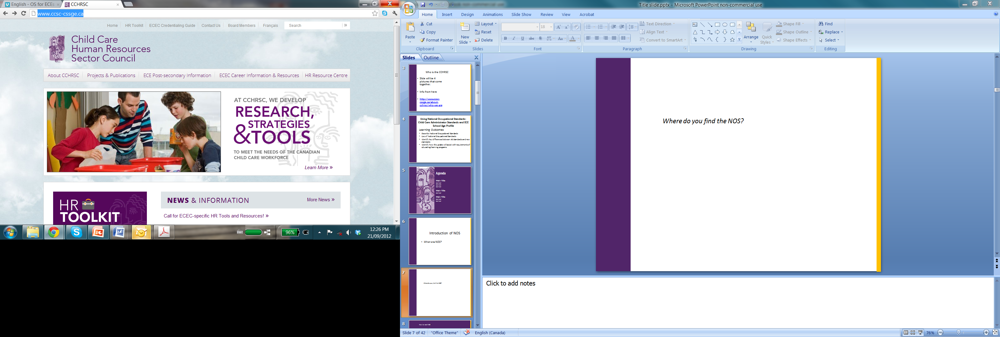 English - OS for ECEs
CCHRSC
www.ccsc-cssge.ca
Home
HR Toolkit
ECEC Credentialing Guide
Contact Us
Board Members
Français
Search
»
Child Care
Human Resources
Sector Council
About CCHRSC
Projects & Publications
ECE Post-secondary Information
ECEC Career Information & Resources
HR Resource Centre
AT CCHRSC, WE DEVELOP
RESEARCH,
STRATEGIES
&TOOLS
TO MEET THE NEEDS OF THE CANADIAN
CHILD CARE WORKFORCE
Learn More »
HR
TOOLKIT
NEWS & INFORMATION
More News »
Call for ECEC-specific HR Tools and Resources! »
96%
12:26 PM
21/09/2012
Title slide.pptx - Microsoft PowerPoint non-commercial use
Home
Insert
Design
Animations
Slide Show
Review
View
Acrobat
Paste
Cut
Copy
Format Painter
Clipboard
New
Slide
Layout
Reset
Delete
Slides
18
Font
Text Direction
Align Text
Convert to SmartArt
Paragraph
Arrange
Quick
Styles
Shape Fill
Shape Outline
Shape Effects
Drawing
Find
Replace
Select
Editing
Slides
Outline
3
Who is the CCHRSC
• Slide will be 4
pictures that come
together.
• Info from here
• http://www.ccsc-
cssge.ca/about-
cchrsc/who-we-are
4
Using National Occupational Standards:
Child Care Administrator Standards and ECE
School Age Profile
Learning Outcomes
• Describe National Occupational Standards
• Use of National Occupational Standards
• Identify key differences between old standards and new
standards
• Identify how this update will assist with requirements of
educating/training programs
5
Agenda
Main Title
Main Title
Main Title
6
Introduction of NOS
• What are NOS?
7
Where do you find the NOS?
8
Where do you find the NOS?
Click to add notes
Slide 7 of 42
"Office Theme"
English (Canada)
76%